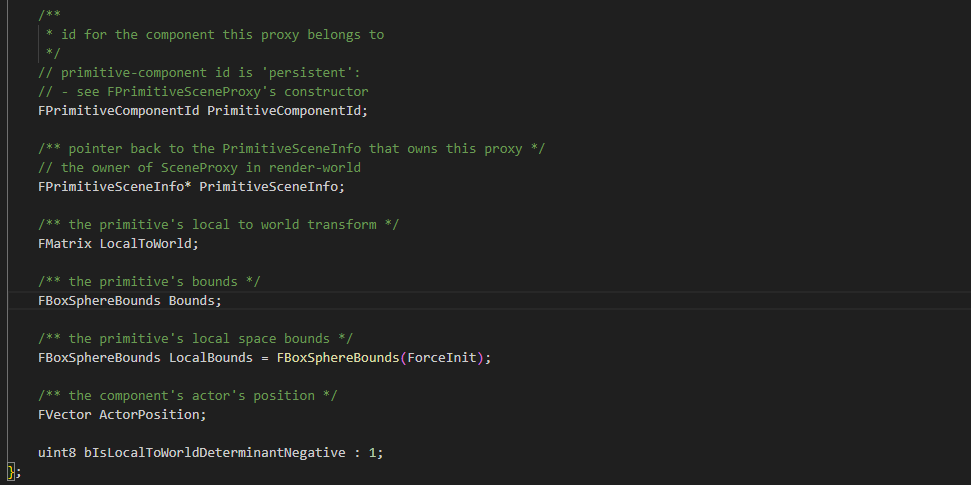 /**
* id for the component this proxy belongs to
*/
// primitive-component id is 'persistent':
// - see FPrimitiveSceneProxy's constructor
FPrimitiveComponentId PrimitiveComponentId;
/** pointer back to the PrimitiveSceneInfo that owns this proxy */
// the owner of SceneProxy in render-world
FPrimitiveSceneInfo* PrimitiveSceneInfo;
/** the primitive's local to world transform */
FMatrix LocalToWorld;
/** the primitive's bounds */
FBoxSphereBounds Bounds;
/** the primitive's local space bounds */
FBoxSphereBounds LocalBounds = FBoxSphereBounds(ForceInit);
/** the component's actor's position */
FVector ActorPosition;
uint8 bIsLocalToWorldDeterminantNegative : 1;
};